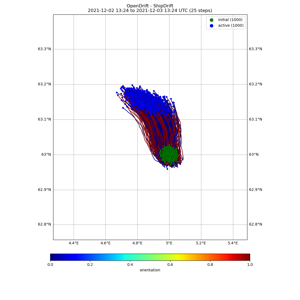 OpenDrift - ShipDrift
2021-12-02 13:24 to 2021-12-03 13:24 UTC (25 steps)
initial (1000)
active (1000)
63.3°N 63.3°N
63.2°N 63.2°N
63.1°N 63.1°N
63°N 63°N
62.9°N 62.9°N
62.8°N 62.8°N
4.4°E 4.6°E 4.8°E 5°E 5.2°E 5.4°E
0.0 0.2 0.4 0.6 0.8 1.0
orientation